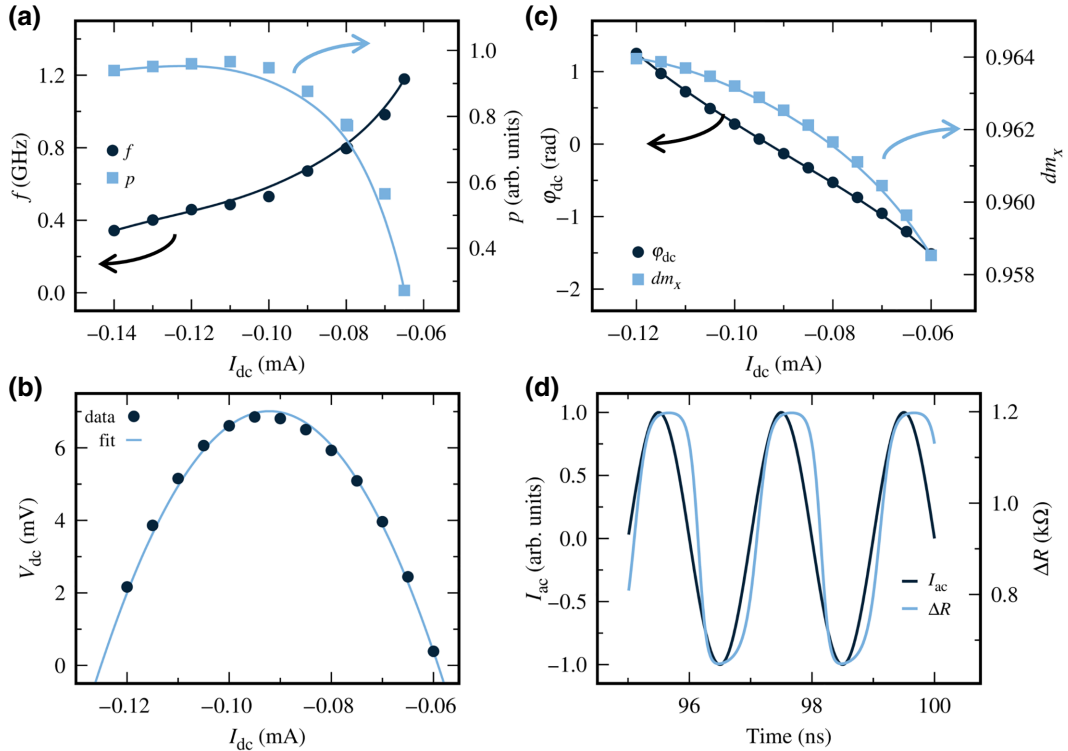 (a)
1.2
0.8
0.4
0.0
f (GHz)
f
p
1.0
0.8
0.6
0.4
p (arb. units)
−0.14 −0.12 −0.10 −0.08 −0.06
I_dc (mA)
(c)
1
0
−1
−2
φ_dc (rad)
φ_dc
dm_x
0.964
0.962
0.960
0.958
dm_x
−0.12 −0.10 −0.08 −0.06
I_dc (mA)
(b)
data
fit
6
4
2
0
V_dc (mV)
−0.12 −0.10 −0.08 −0.06
I_dc (mA)
(d)
1.0
0.5
0.0
−0.5
−1.0
I_ac (arb. units)
I_ac
ΔR
1.2
1.0
0.8
ΔR (kΩ)
96 98 100
Time (ns)